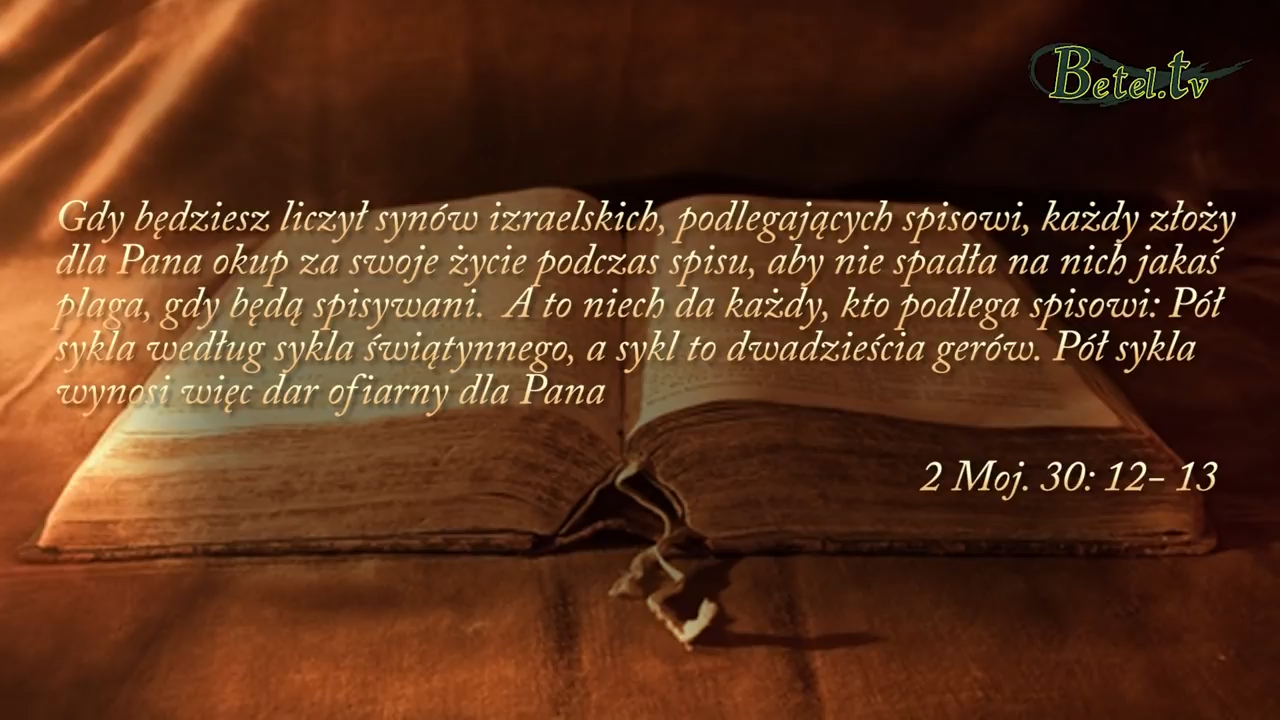 Betel.tv
Gdy będziesz liczył synów izraelskich, podlegających spisowi, każdy złoży
dla Pana okup za swoje życie podczas spisu, aby nie spadła na nich jakaś
plaga, gdy będą spisywani.  A to niech da każdy, kto podlega spisowi: Pół
sykla według sykla świątynnego, a sykl to dwadzieścia gerów. Pół sykla
wynosi więc dar ofiarny dla Pana
2 Moj. 30: 12- 13